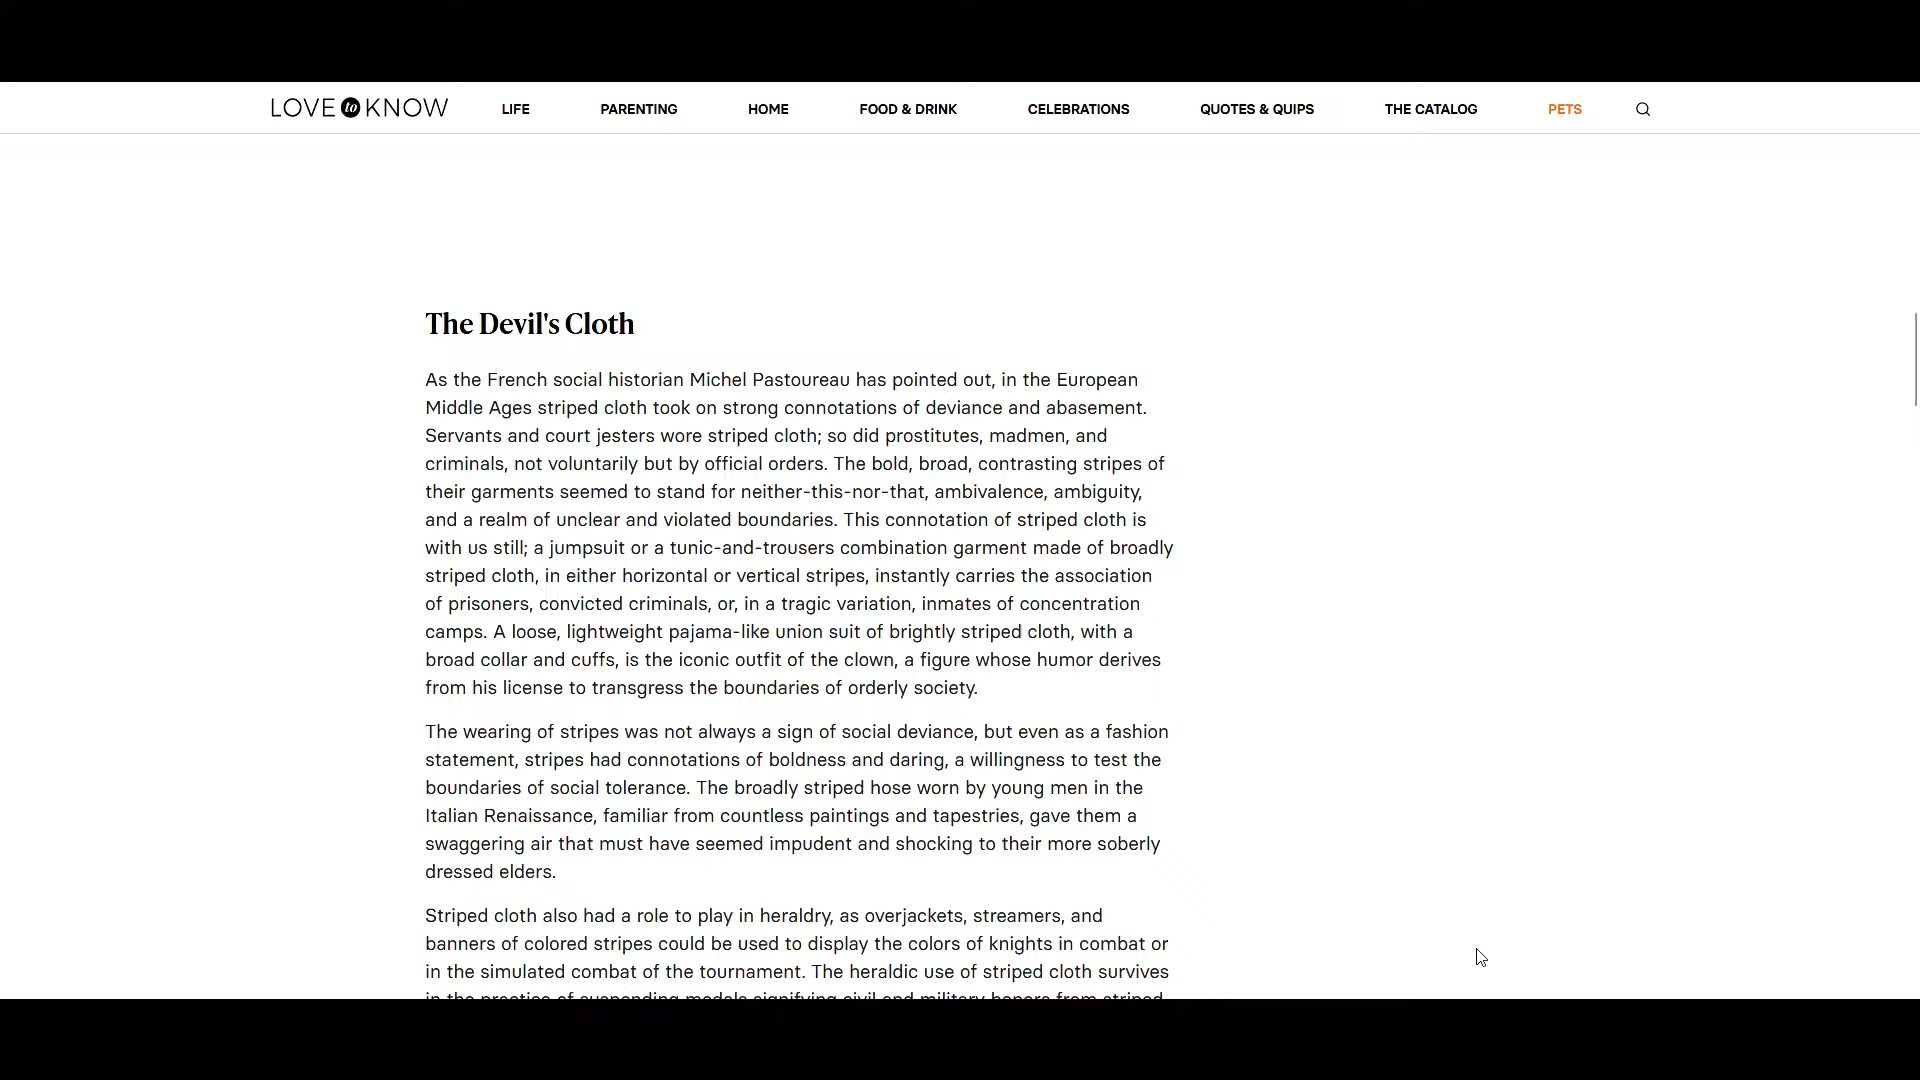 LOVE to KNOW LIFE PARENTING HOME FOOD & DRINK CELEBRATIONS QUOTES & QUIPS THE CATALOG PETS
The Devil's Cloth
As the French social historian Michel Pastoureau has pointed out, in the European
Middle Ages striped cloth took on strong connotations of deviance and abasement.
Servants and court jesters wore striped cloth; so did prostitutes, madmen, and
criminals, not voluntarily but by official orders. The bold, broad, contrasting stripes of
their garments seemed to stand for neither-this-nor-that, ambivalence, ambiguity,
and a realm of unclear and violated boundaries. This connotation of striped cloth is
with us still; a jumpsuit or a tunic-and-trousers combination garment made of broadly
striped cloth, in either horizontal or vertical stripes, instantly carries the association
of prisoners, convicted criminals, or, in a tragic variation, inmates of concentration
camps. A loose, lightweight pajama-like union suit of brightly striped cloth, with a
broad collar and cuffs, is the iconic outfit of the clown, a figure whose humor derives
from his license to transgress the boundaries of orderly society.
The wearing of stripes was not always a sign of social deviance, but even as a fashion
statement, stripes had connotations of boldness and daring, a willingness to test the
boundaries of social tolerance. The broadly striped hose worn by young men in the
Italian Renaissance, familiar from countless paintings and tapestries, gave them a
swaggering air that must have seemed impudent and shocking to their more soberly
dressed elders.
Striped cloth also had a role to play in heraldry, as overjackets, streamers, and
banners of colored stripes could be used to display the colors of knights in combat or
in the simulated combat of the tournament. The heraldic use of striped cloth survives
in the practice of suspending medals signifying civil and military honors from striped